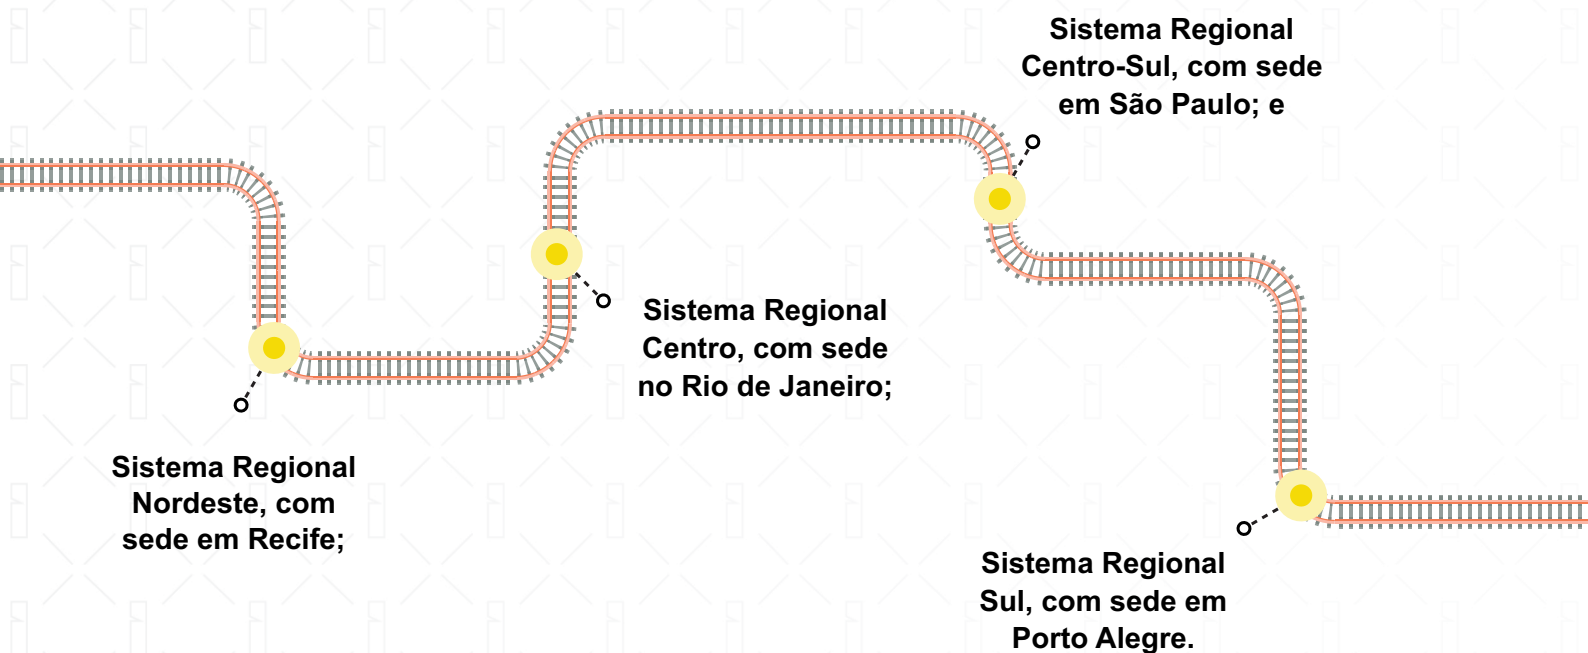 Sistema Regional
Nordeste, com
sede em Recife;
Sistema Regional
Centro, com sede
no Rio de Janeiro;
Sistema Regional
Centro-Sul, com sede
em São Paulo; e
Sistema Regional
Sul, com sede em
Porto Alegre.